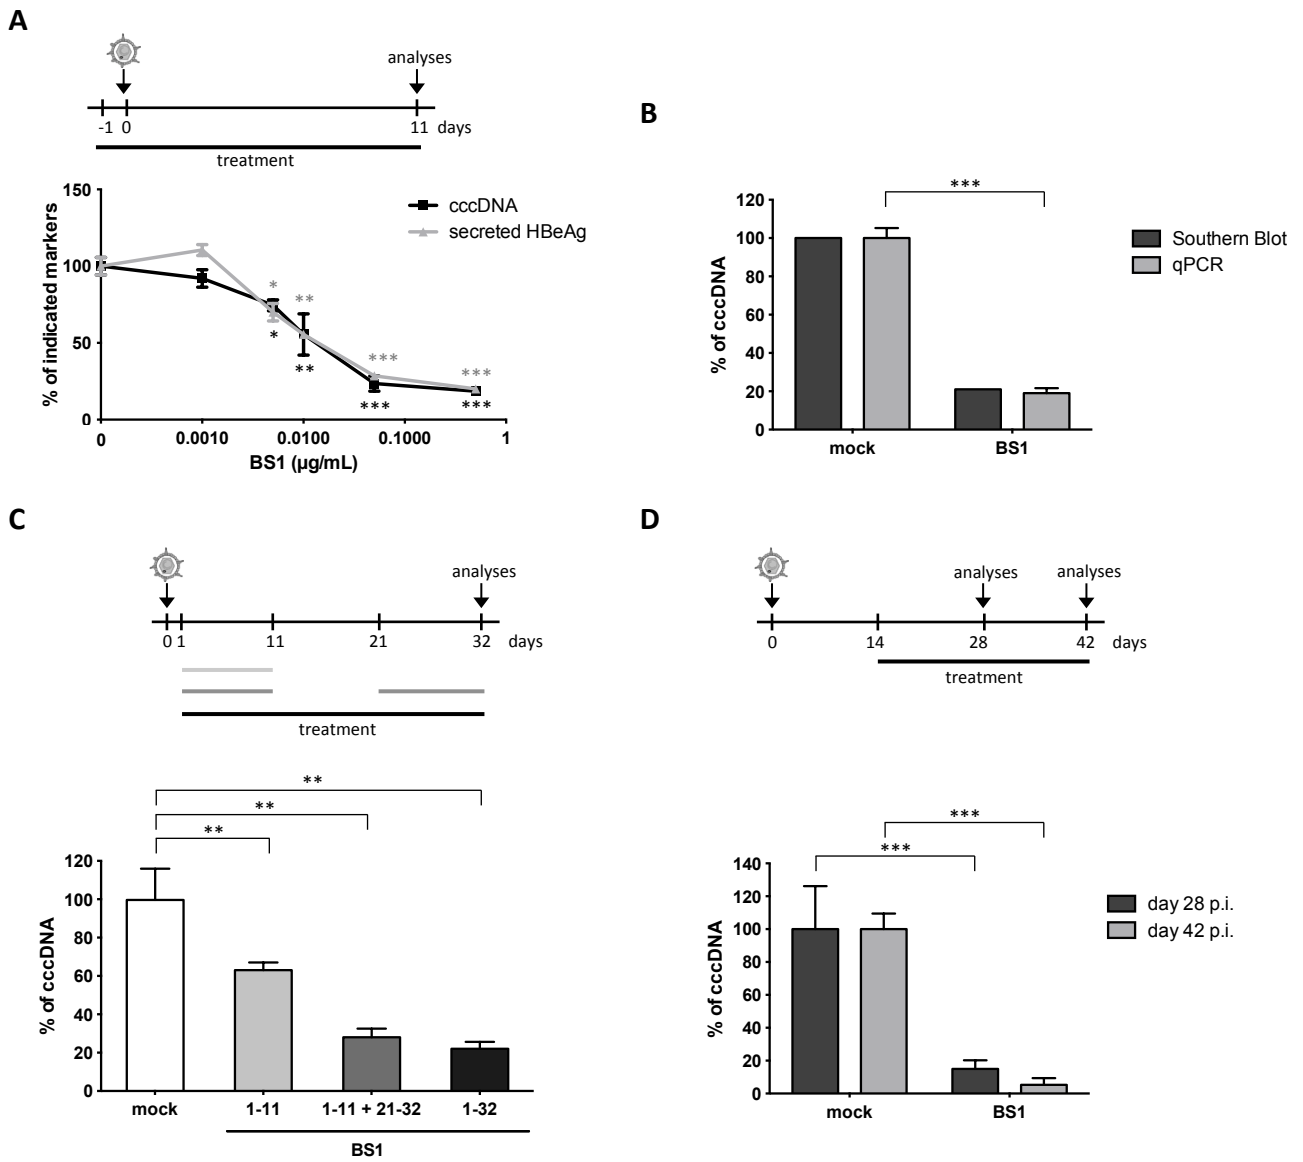 A
analyses
-1 0 11 days
treatment
150
100
50
0
% of indicated markers
cccDNA
secreted HBeAg
* ** *** ***
* ** *** ***
0 0.0010 0.0100 0.1000 1
BS1 (µg/mL)
B
***
120
100
80
60
40
20
0
% of cccDNA
Southern Blot
qPCR
mock BS1
C
analyses
0 1 11 21 32 days
treatment
**
**
**
120
100
80
60
40
20
0
% of cccDNA
mock 1-11 1-11 + 21-32 1-32
BS1
D
analyses analyses
0 14 28 42 days
treatment
***
***
140
120
100
80
60
40
20
0
% of cccDNA
day 28 p.i.
day 42 p.i.
mock BS1